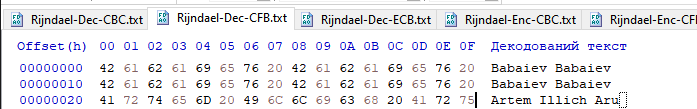 Rijndael-Dec-CBC.txt Rijndael-Dec-CFB.txt Rijndael-Dec-ECB.txt Rijndael-Enc-CBC.txt Rijndael-Enc-CF
Offset(h) 00 01 02 03 04 05 06 07 08 09 0A 0B 0C 0D 0E 0F Декодований текст
00000000 42 61 62 61 69 65 76 20 42 61 62 61 69 65 76 20 Babaiev Babaiev
00000010 42 61 62 61 69 65 76 20 42 61 62 61 69 65 76 20 Babaiev Babaiev
00000020 41 72 74 65 6D 20 49 6C 6C 69 63 68 20 41 72 75 Artem Illich Aru